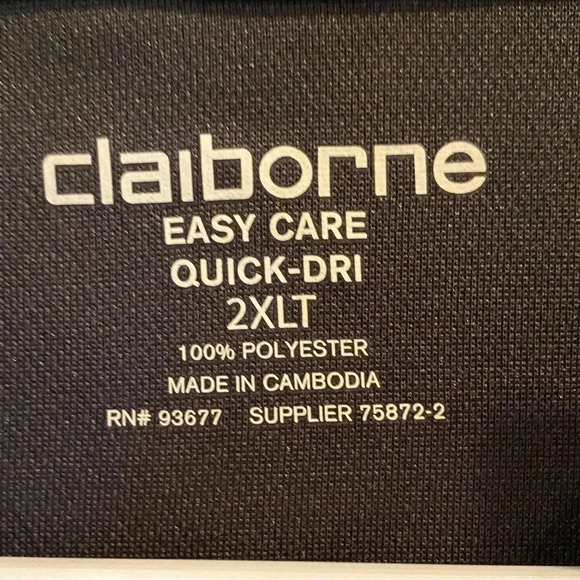 claiborne
EASY CARE
QUICK-DRI
2XLT
100% POLYESTER
MADE IN CAMBODIA
RN# 93677 SUPPLIER 75872-2